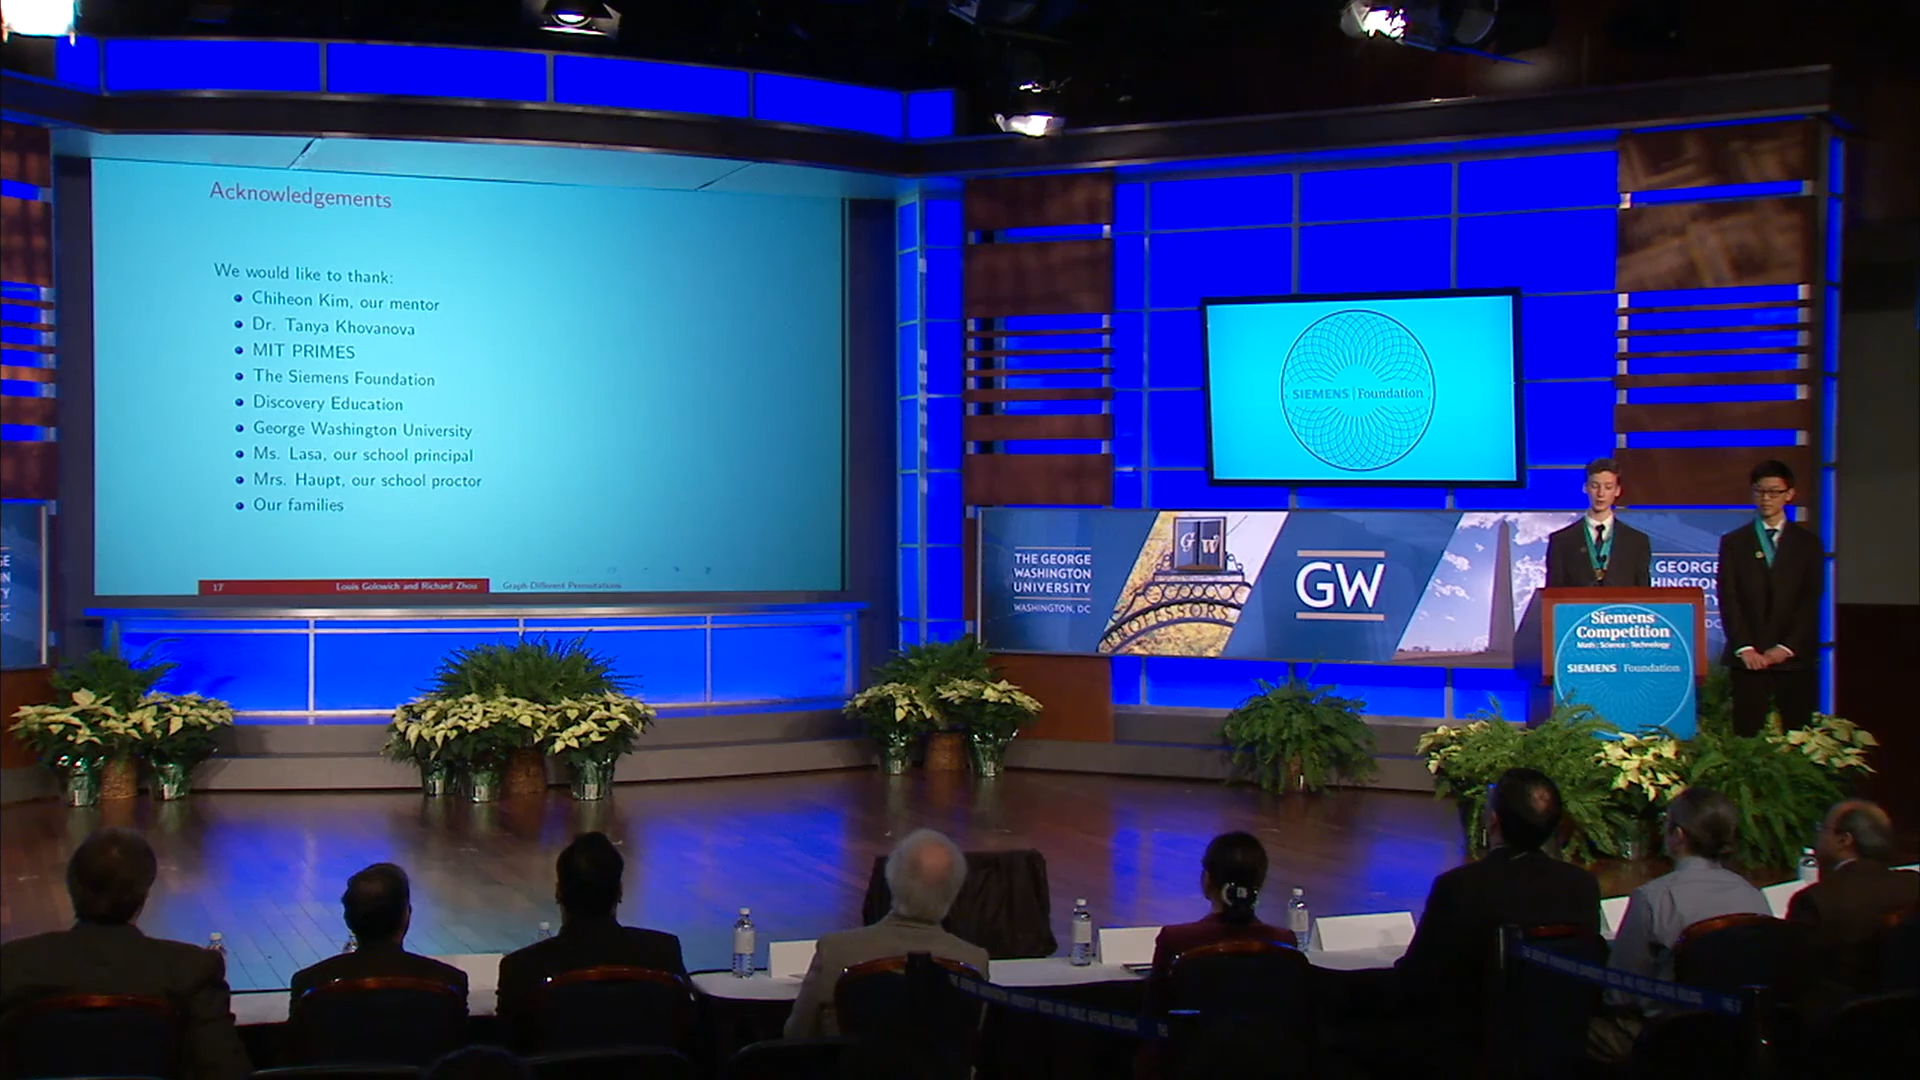 Acknowledgements
We would like to thank:
Chiheon Kim, our mentor
Dr. Tanya Khovanova
MIT PRIMES
The Siemens Foundation
Discovery Education
George Washington University
Ms. Lasa, our school principal
Mrs. Haupt, our school proctor
Our families
17 Louis Golowich and Richard Zhou Graph-Different Permutations
SIEMENS | Foundation
THE GEORGE
WASHINGTON
UNIVERSITY
WASHINGTON, DC
G W
PROFESSORS
GW
GEORGE
HINGTON
DC
Siemens
Competition
Math : Science : Technology
SIEMENS | Foundation